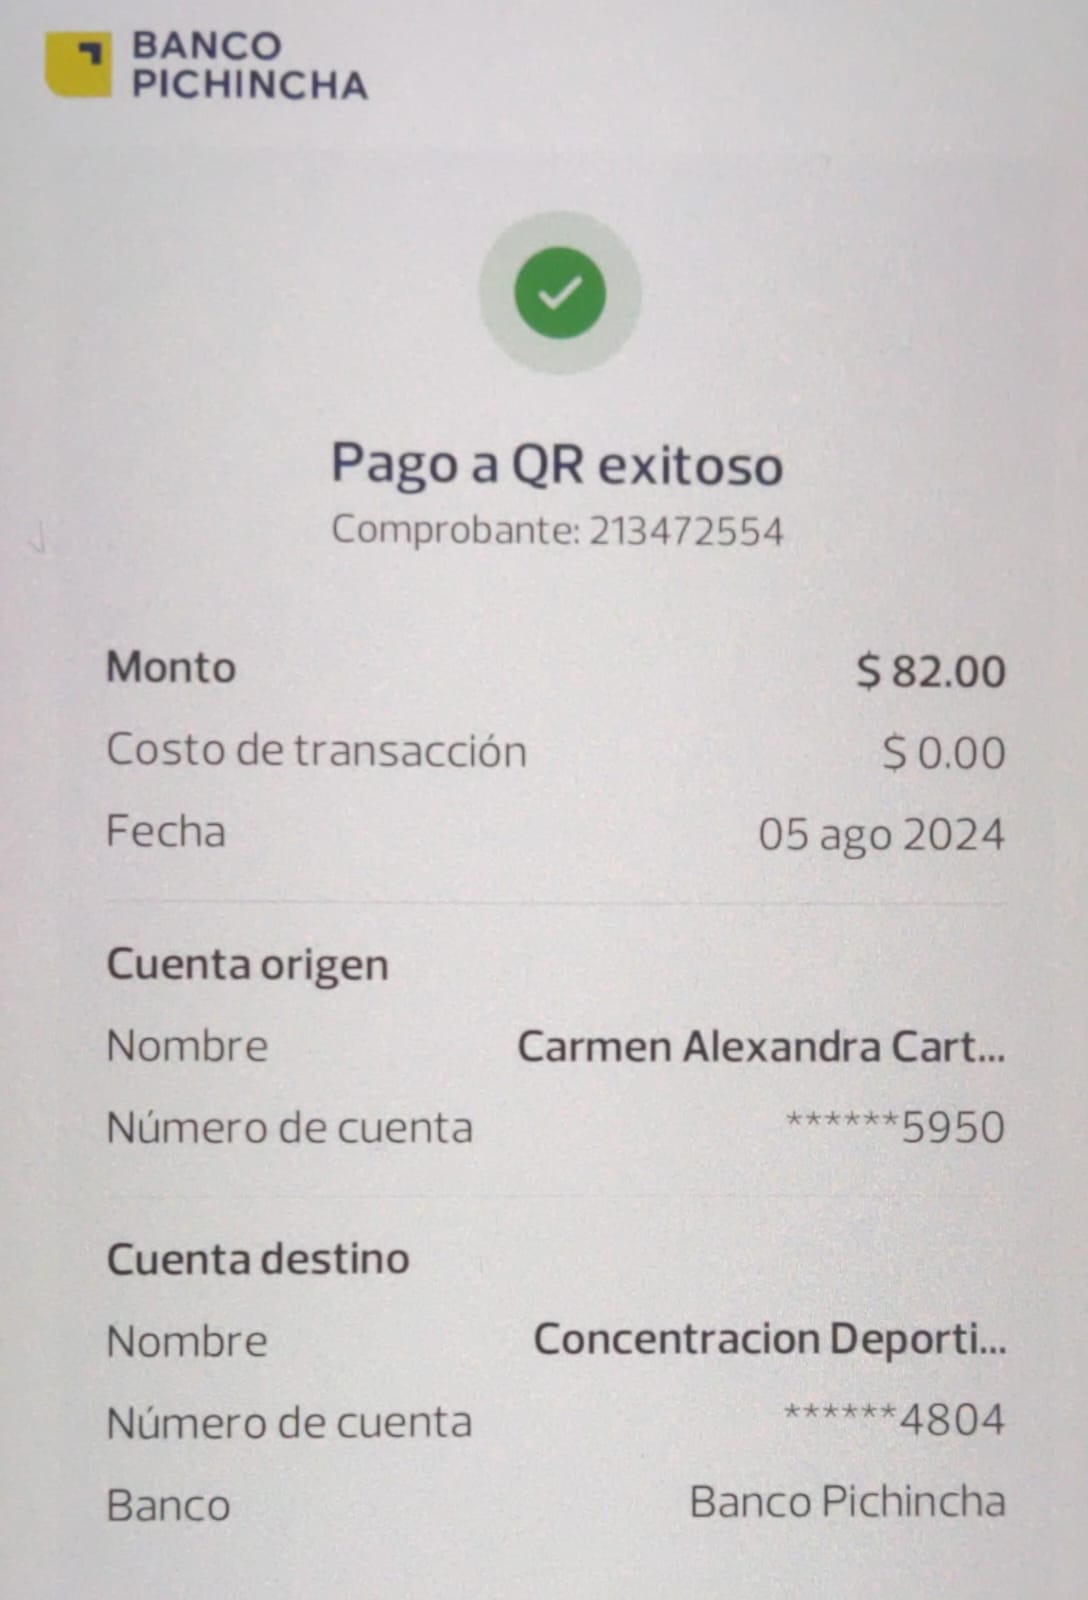 BANCO
PICHINCHA
Pago a QR exitoso
Comprobante: 213472554
Monto $ 82.00
Costo de transacción $ 0.00
Fecha 05 ago 2024
Cuenta origen
Nombre Carmen Alexandra Cart...
Número de cuenta ******5950
Cuenta destino
Nombre Concentracion Deporti...
Número de cuenta ******4804
Banco Banco Pichincha